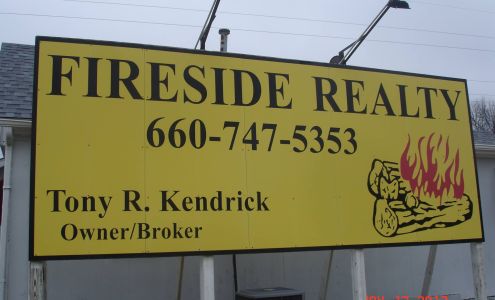 FIRESIDE REALTY
660-747-5353
Tony R. Kendrick
Owner/Broker